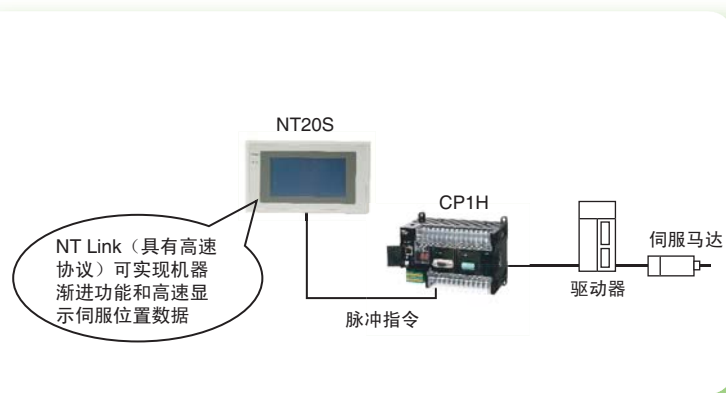 NT20S
CP1H
NT Link（具有高速
协议）可实现机器
渐进功能和高速显
示伺服位置数据
伺服马达
驱动器
脉冲指令